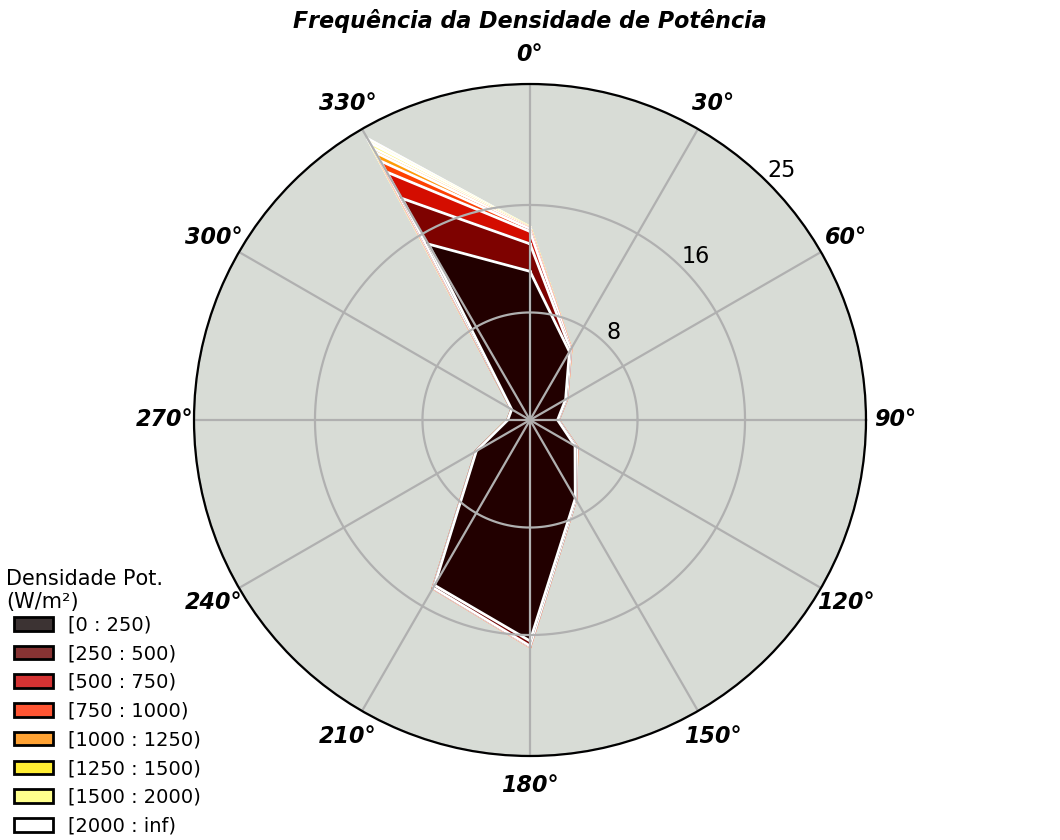 Frequência da Densidade de Potência
0°
330°
30°
25
300°
60°
16
8
270°
90°
240°
120°
210°
150°
180°
Densidade Pot.
(W/m²)
[0 : 250)
[250 : 500)
[500 : 750)
[750 : 1000)
[1000 : 1250)
[1250 : 1500)
[1500 : 2000)
[2000 : inf)